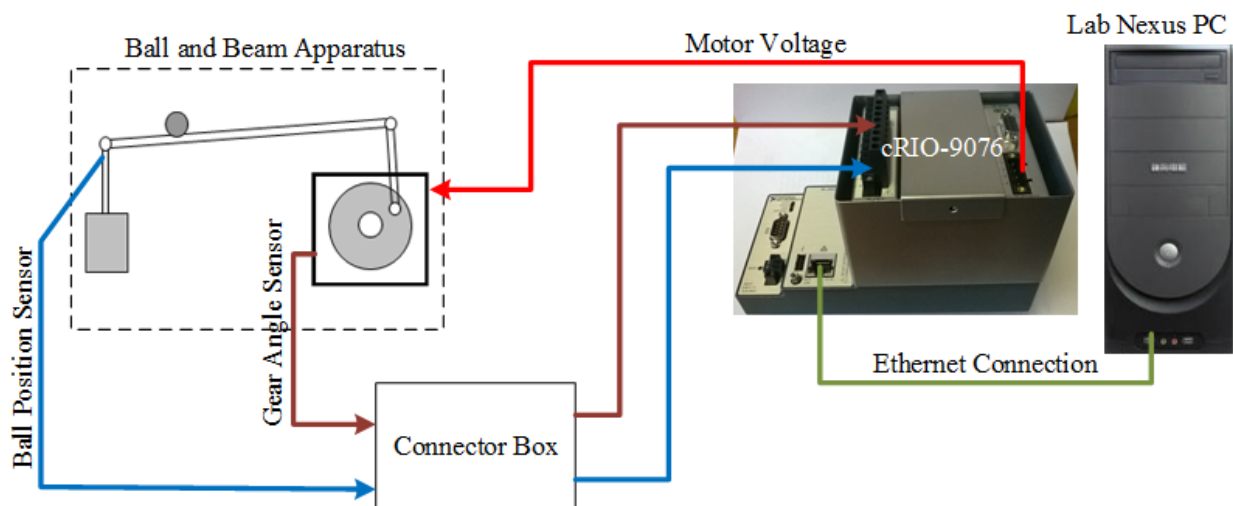 Lab Nexus PC
Ball and Beam Apparatus
Motor Voltage
cRIO-9076
Ball Position Sensor
Gear Angle Sensor
Ethernet Connection
Connector Box